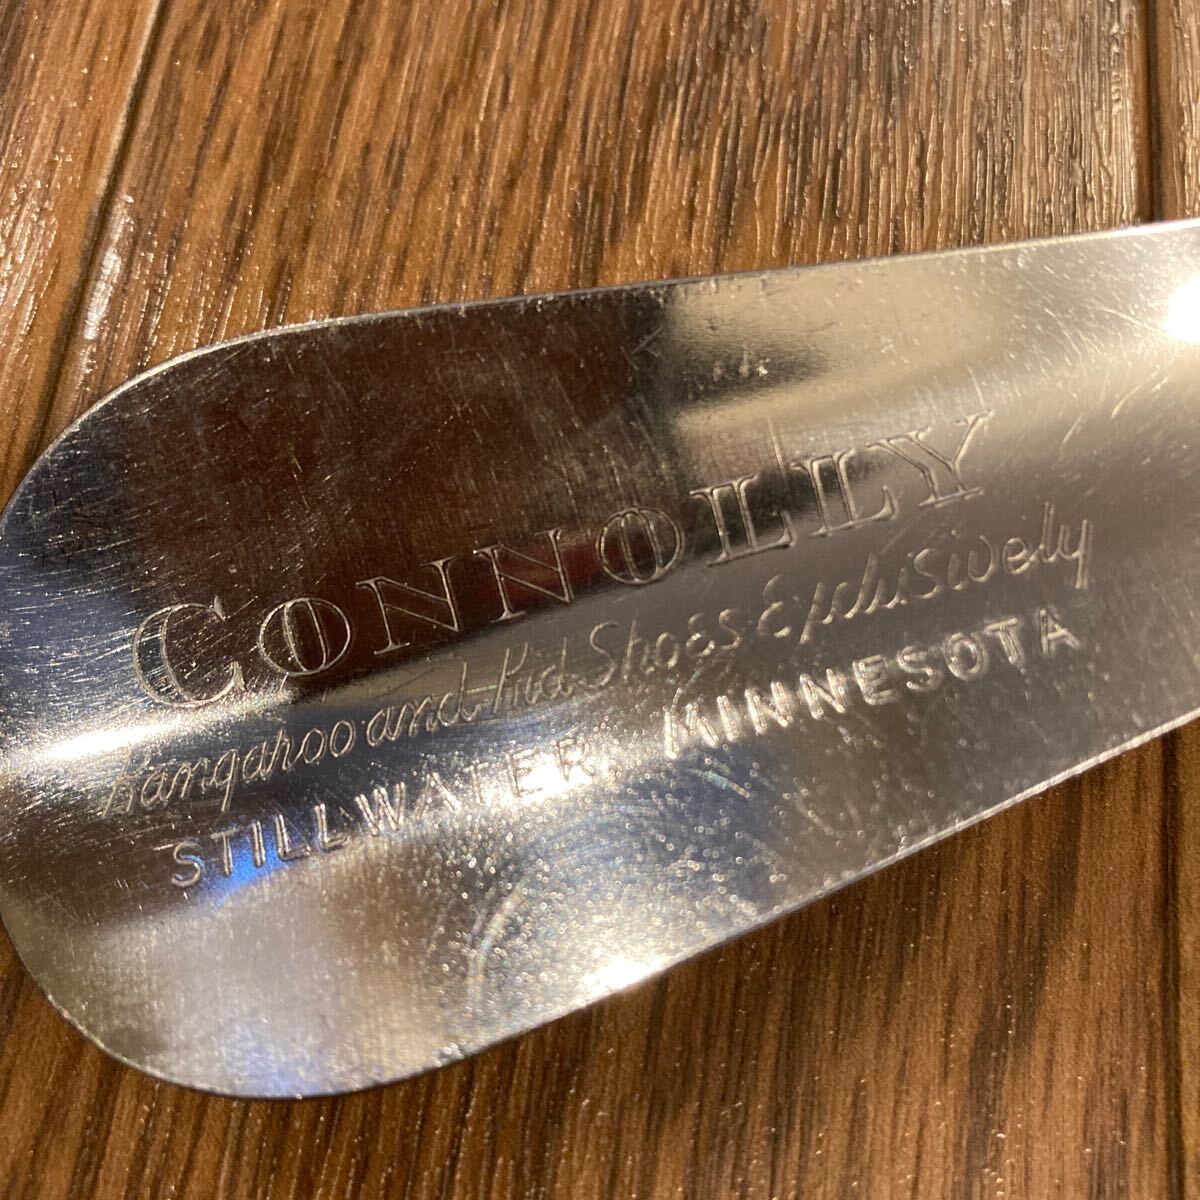 CONNOLLY
Kangaroo and Kid Shoes Exclusively
STILLWATER, MINNESOTA